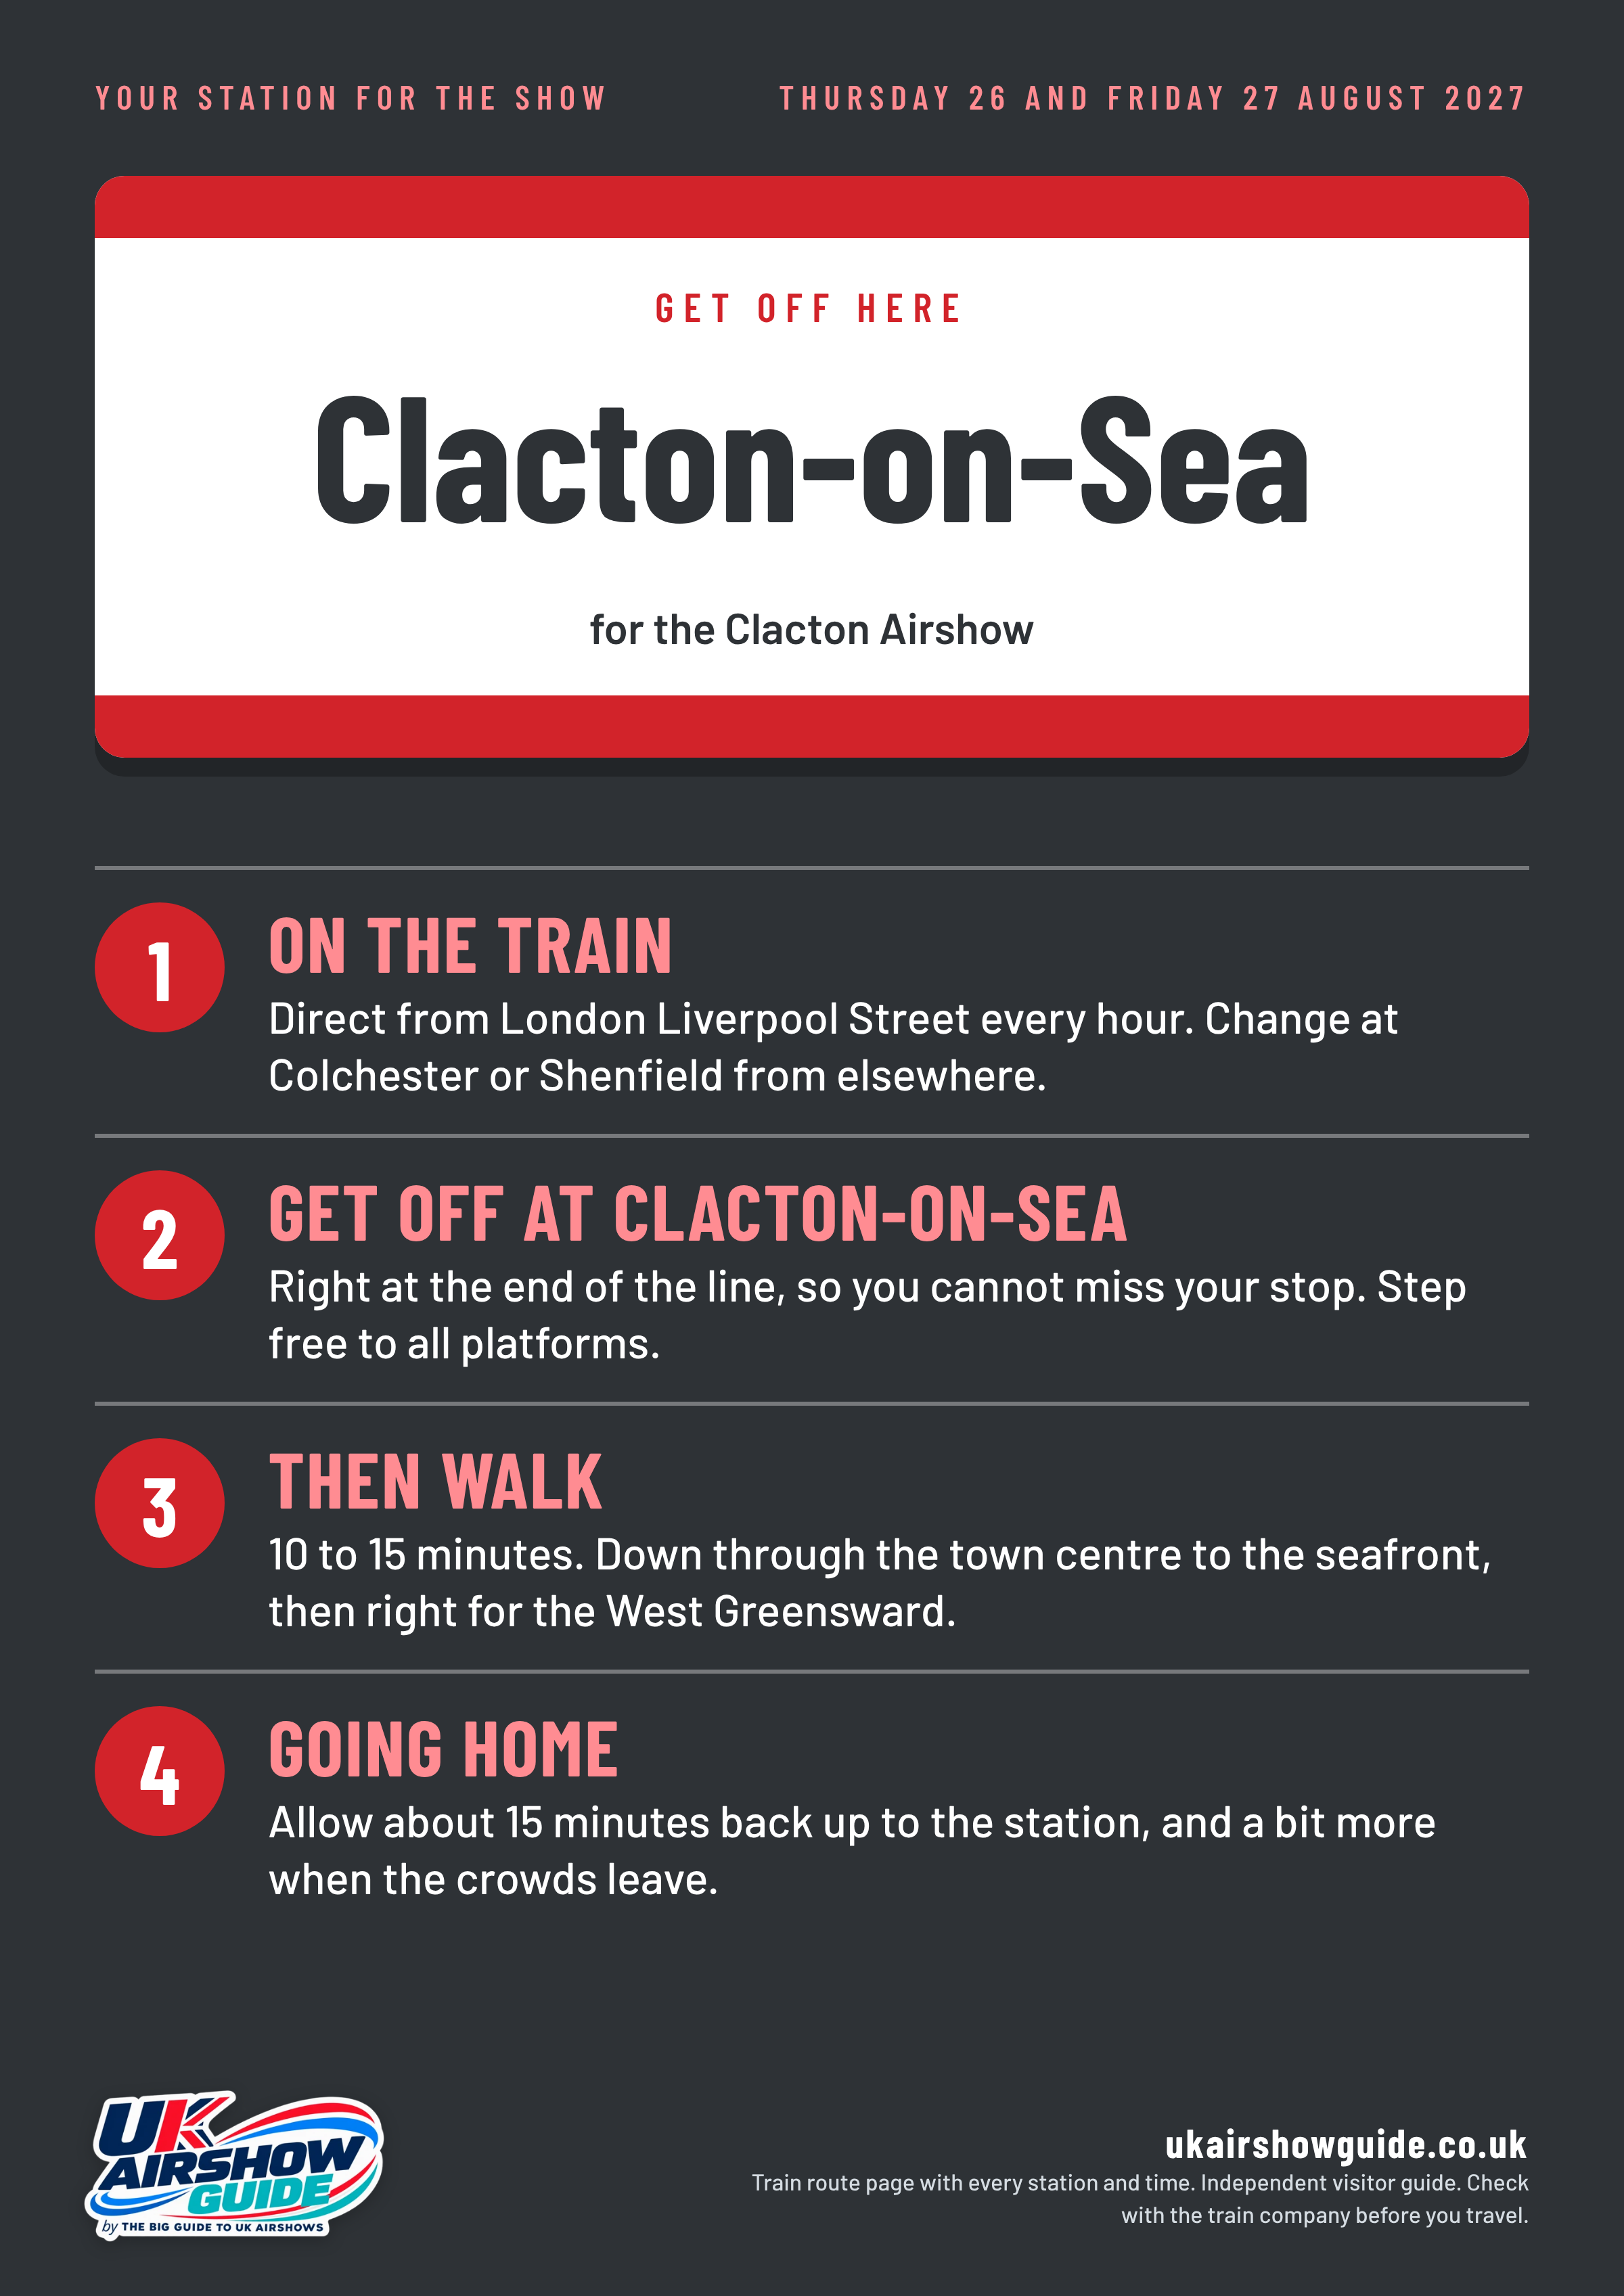 YOUR STATION FOR THE SHOW
THURSDAY 26 AND FRIDAY 27 AUGUST 2027
GET OFF HERE
Clacton-on-Sea
for the Clacton Airshow
1
ON THE TRAIN
Direct from London Liverpool Street every hour. Change at
Colchester or Shenfield from elsewhere.
2
GET OFF AT CLACTON-ON-SEA
Right at the end of the line, so you cannot miss your stop. Step
free to all platforms.
3
THEN WALK
10 to 15 minutes. Down through the town centre to the seafront,
then right for the West Greensward.
4
GOING HOME
Allow about 15 minutes back up to the station, and a bit more
when the crowds leave.
UK
AIRSHOW
GUIDE
by THE BIG GUIDE TO UK AIRSHOWS
ukairshowguide.co.uk
Train route page with every station and time. Independent visitor guide. Check
with the train company before you travel.